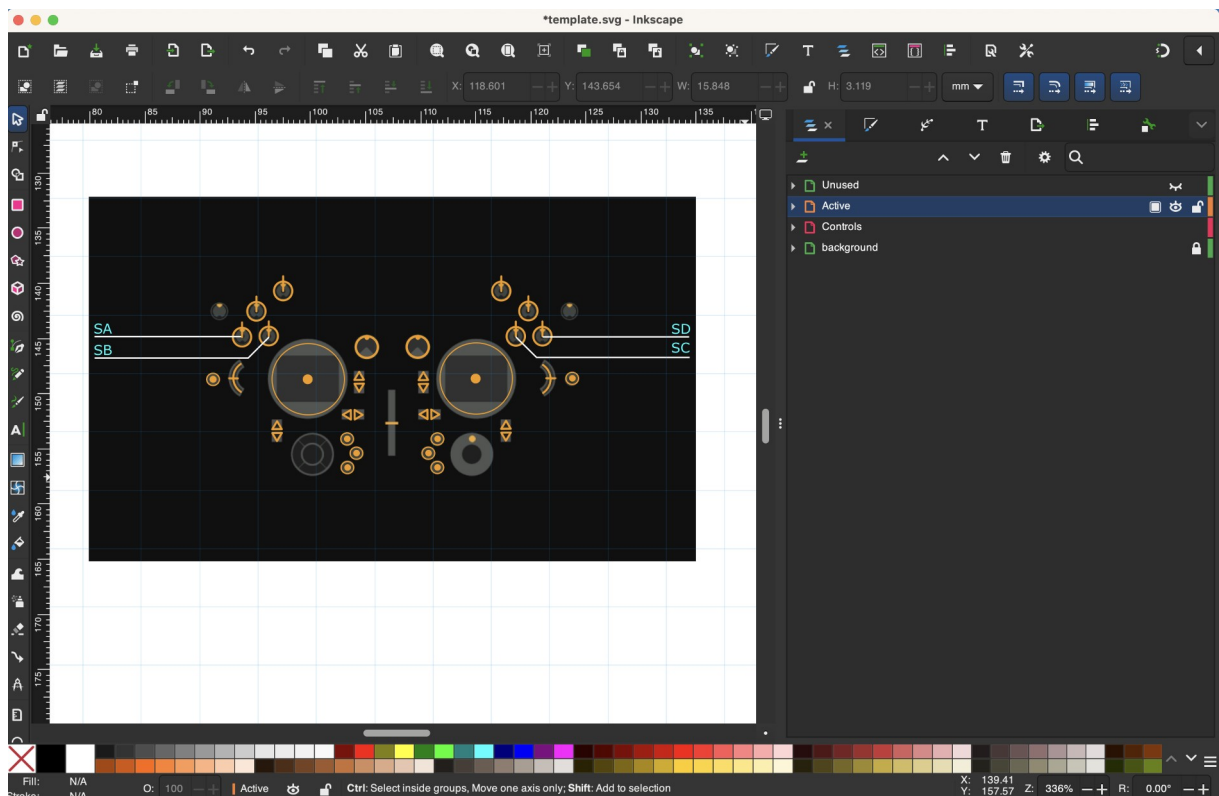 *template.svg - Inkscape
X: 118.601 Y: 143.654 W: 15.848 H: 3.119 mm
80 85 90 95 100 105 110 115 120 125 130 135
130
135
140
145
150
155
160
165
170
175
Unused
Active
Controls
background
SA SD
SB SC
Fill: N/A O: 100 Active Ctrl: Select inside groups, Move one axis only; Shift: Add to selection X: 139.41 Z: 336% R: 0.00°
Stroke: N/A Y: 157.57